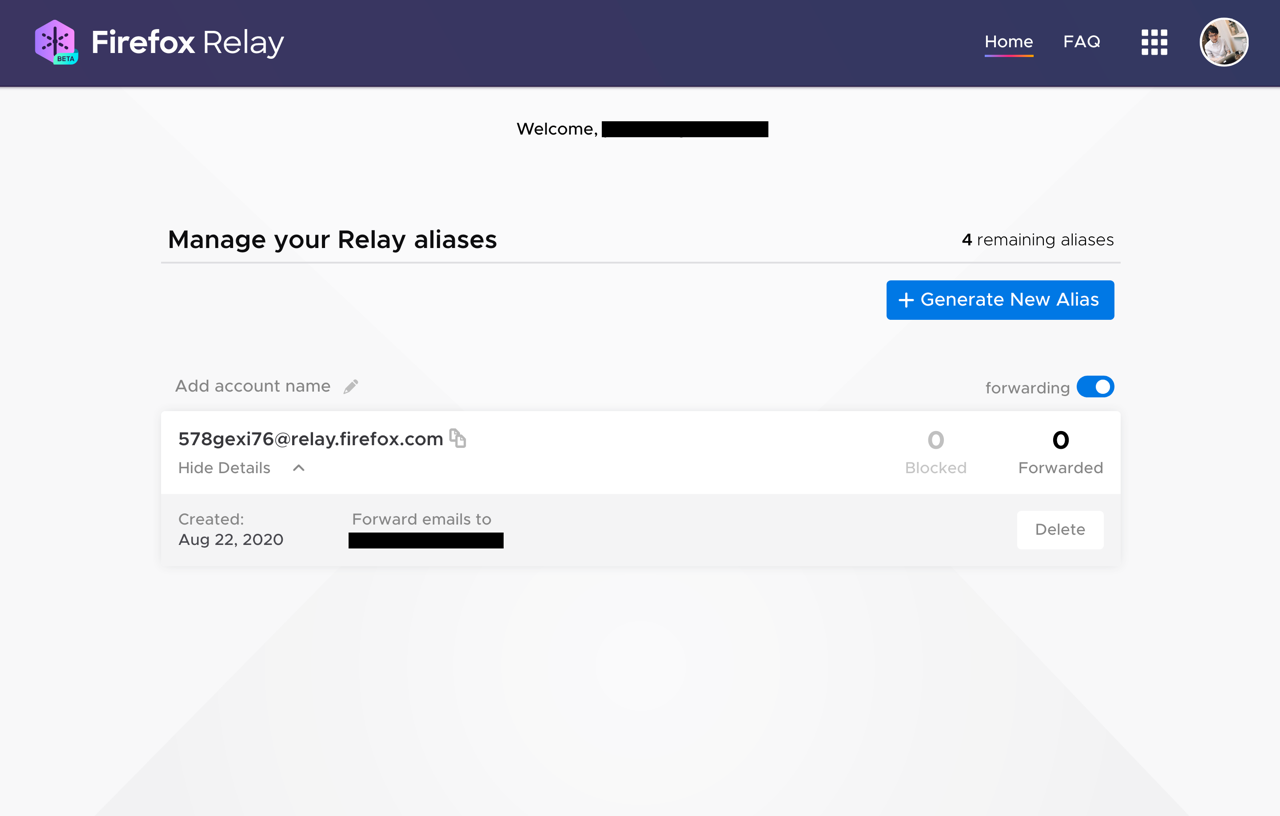 BETA
Firefox Relay
Home
FAQ
Welcome,
Manage your Relay aliases
4 remaining aliases
+ Generate New Alias
Add account name
forwarding
578gexi76@relay.firefox.com
0
0
Hide Details
Blocked
Forwarded
Created:
Forward emails to
Aug 22, 2020
Delete